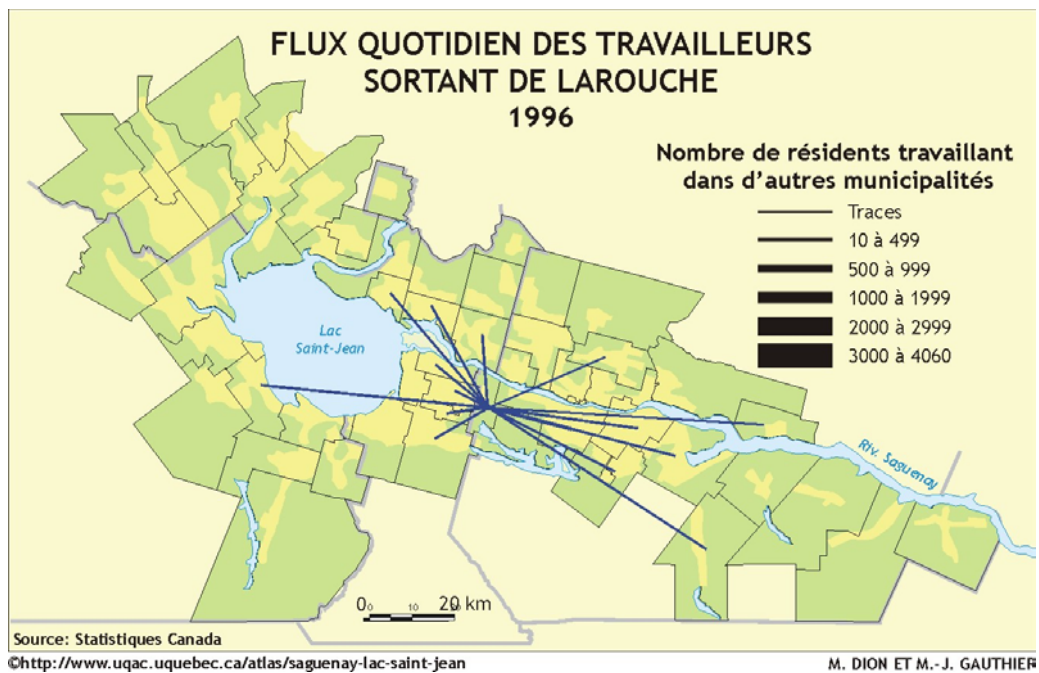 FLUX QUOTIDIEN DES TRAVAILLEURS
SORTANT DE LAROUCHE
1996
Nombre de résidents travaillant
dans d'autres municipalités
Traces
10 à 499
500 à 999
1000 à 1999
2000 à 2999
3000 à 4060
Lac
Saint-Jean
Riv. Saguenay
0 10 20 km
Source: Statistiques Canada
©http://www.uqac.uquebec.ca/atlas/saguenay-lac-saint-jean
M. DION ET M.-J. GAUTHIER